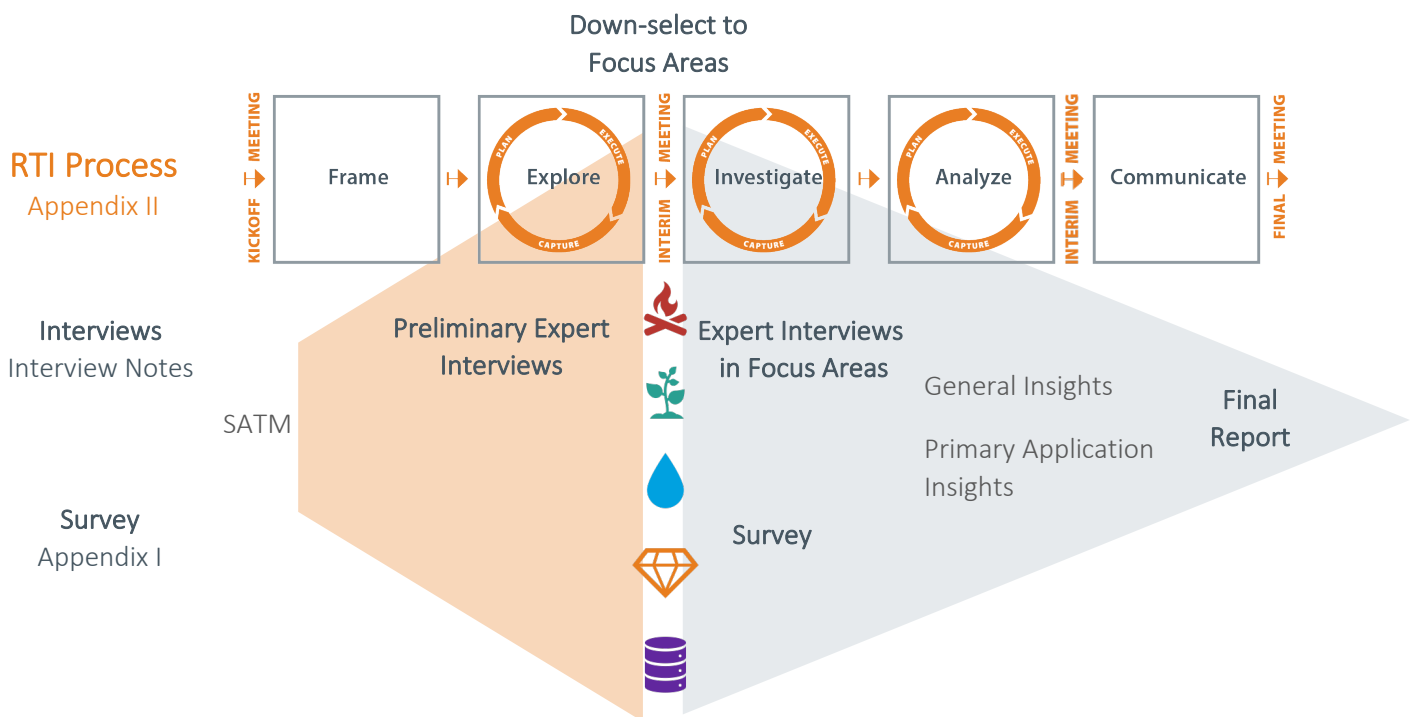 Down-select to
Focus Areas
RTI Process
Appendix II
KICKOFF MEETING
Frame
PLAN
EXECUTE
CAPTURE
Explore
INTERIM MEETING
PLAN
EXECUTE
CAPTURE
Investigate
PLAN
EXECUTE
CAPTURE
Analyze
INTERIM MEETING
Communicate
FINAL MEETING
Interviews
Interview Notes
Preliminary Expert
Interviews
Expert Interviews
in Focus Areas
SATM
General Insights
Primary Application
Insights
Final
Report
Survey
Appendix I
Survey